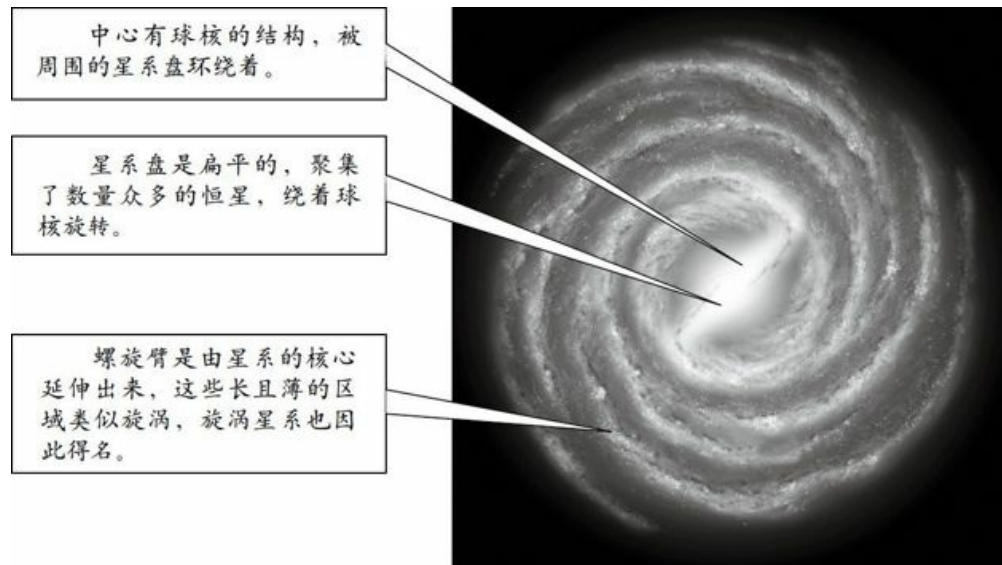 中心有球核的结构，被
周围的星系盘环绕着。
星系盘是扁平的，聚集
了数量众多的恒星，绕着球
核旋转。
螺旋臂是由星系的核心
延伸出来，这些长且薄的区
域类似旋涡，旋涡星系也因
此得名。